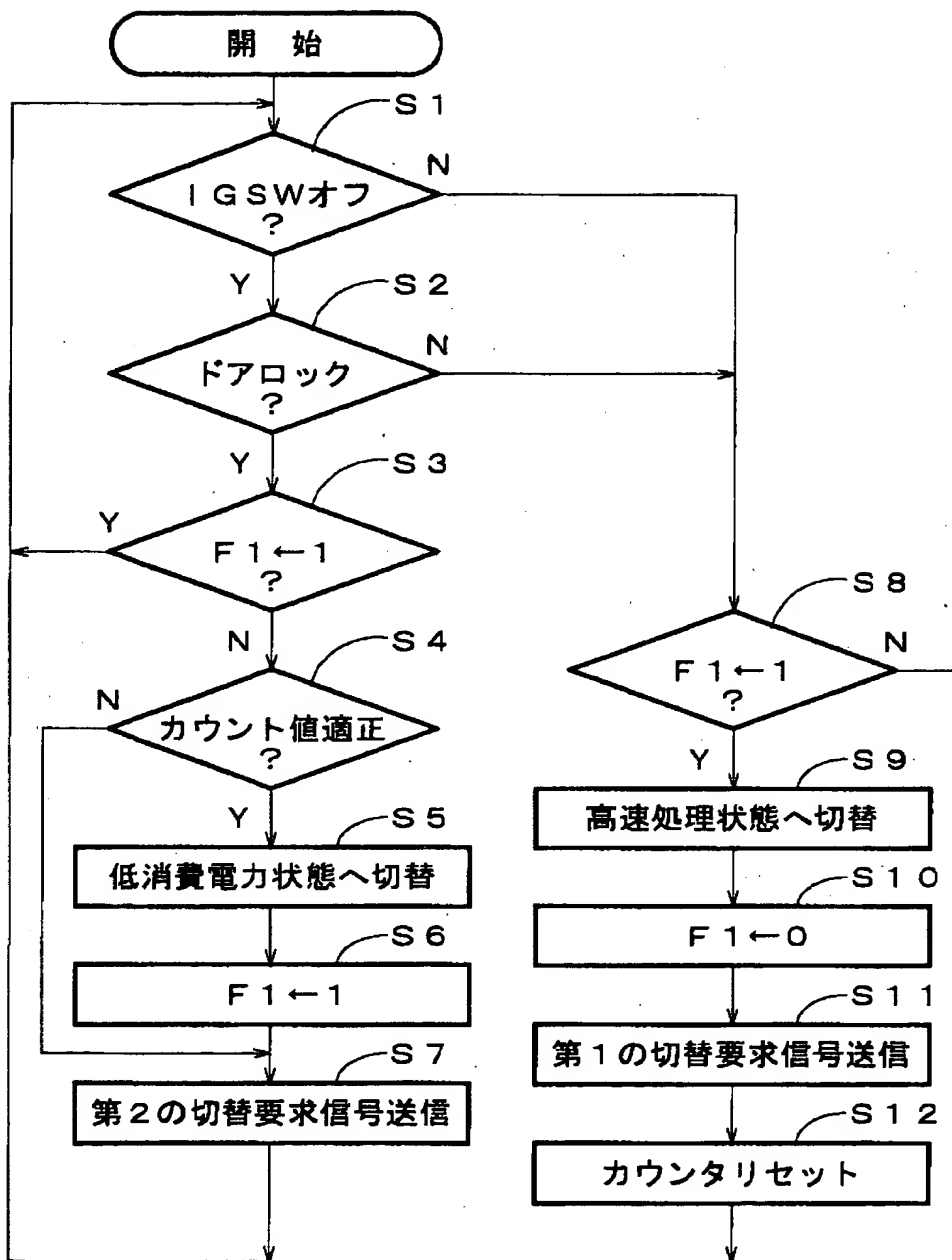 開 始
S1
IGSWオフ
?
N
Y
S2
ドアロック
?
N
Y
S3
F1←1
?
Y
N
S4
カウント値適正
?
N
Y
S5
低消費電力状態へ切替
S6
F1←1
S7
第2の切替要求信号送信
S8
F1←1
?
N
Y
S9
高速処理状態へ切替
S10
F1←0
S11
第1の切替要求信号送信
S12
カウンタリセット